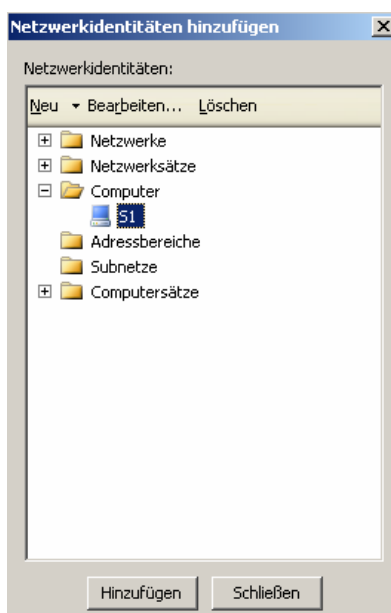 Netzwerkidentitäten hinzufügen
Netzwerkidentitäten:
Neu Bearbeiten... Löschen
Netzwerke
Netzwerksätze
Computer
S1
Adressbereiche
Subnetze
Computersätze
Hinzufügen Schließen